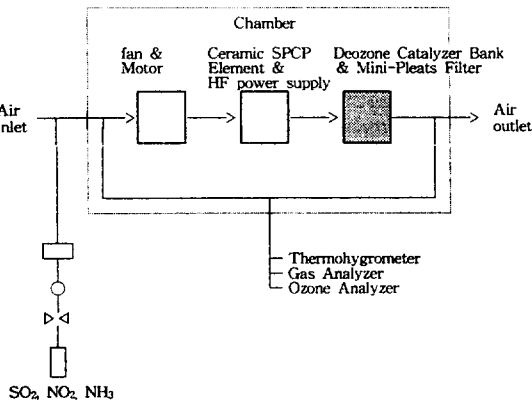 Chamber
fan &
Motor
Ceramic SPCP
Element &
HF power supply
Deozone Catalyzer Bank
& Mini-Pleats Filter
Air
inlet
Air
outlet
Thermohygrometer
Gas Analyzer
Ozone Analyzer
SO₂, NO₂, NH₃